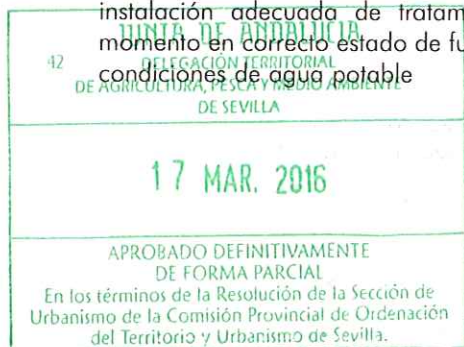 instalación adecuada de tratam
JUNTA DE ANDALUCIA
momento en correcto estado de fu
42 DELEGACIÓN TERRITORIAL
condiciones de agua potable
DE AGRICULTURA, PESCA Y MEDIO AMBIENTE
DE SEVILLA
17 MAR. 2016
APROBADO DEFINITIVAMENTE
DE FORMA PARCIAL
En los términos de la Resolución de la Sección de
Urbanismo de la Comisión Provincial de Ordenación
del Territorio y Urbanismo de Sevilla.